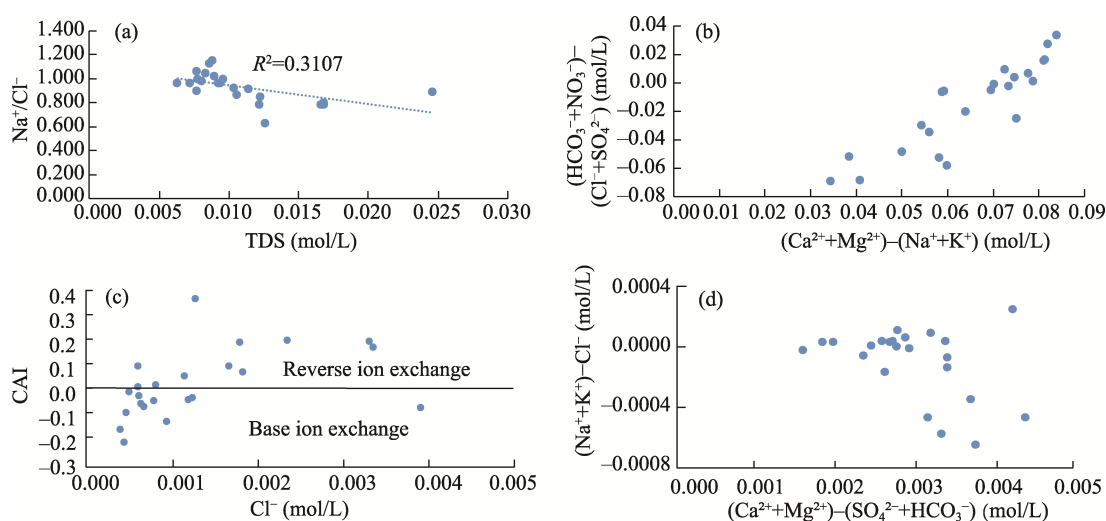 (a)
1.400
1.200
1.000
0.800
0.600
0.400
0.200
0.000
Na⁺/Cl⁻
R²=0.3107
0.000 0.005 0.010 0.015 0.020 0.025 0.030
TDS (mol/L)
(b)
0.04
0.02
0.00
–0.02
–0.04
–0.06
–0.08
(HCO₃⁻+NO₃⁻)–
(Cl⁻+SO₄²⁻) (mol/L)
0.00 0.01 0.02 0.03 0.04 0.05 0.06 0.07 0.08 0.09
(Ca²⁺+Mg²⁺)–(Na⁺+K⁺) (mol/L)
(c)
0.4
0.3
0.2
0.1
0.0
–0.1
–0.2
–0.3
CAI
Reverse ion exchange
Base ion exchange
0.000 0.001 0.002 0.003 0.004 0.005
Cl⁻ (mol/L)
(d)
0.0004
0.0000
–0.0004
–0.0008
(Na⁺+K⁺)–Cl⁻ (mol/L)
0.000 0.001 0.002 0.003 0.004 0.005
(Ca²⁺+Mg²⁺)–(SO₄²⁻+HCO₃⁻) (mol/L)